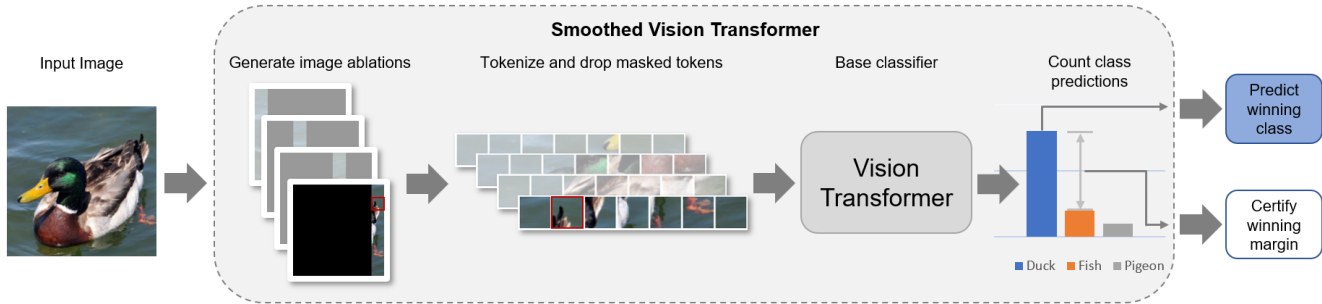 Smoothed Vision Transformer
Input Image
Generate image ablations
Tokenize and drop masked tokens
Base classifier
Count class
predictions
Vision
Transformer
Duck
Fish
Pigeon
Predict
winning
class
Certify
winning
margin